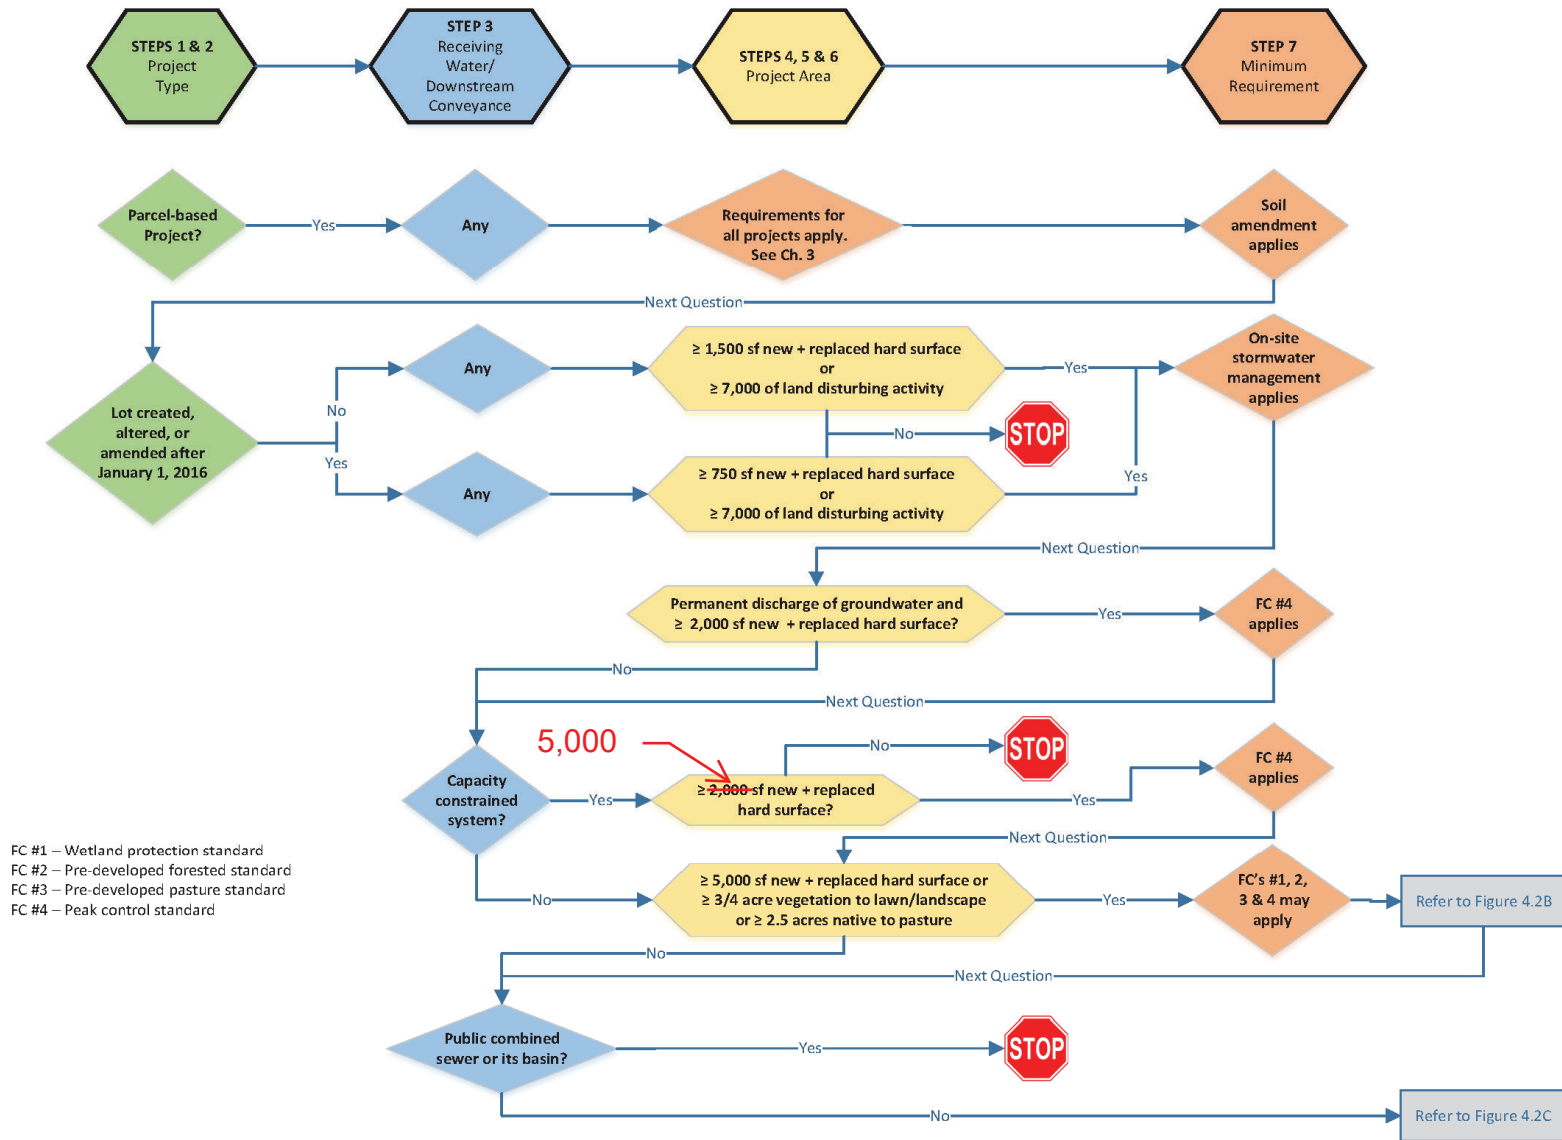 STEPS 1 & 2
Project
Type
STEP 3
Receiving
Water/
Downstream
Conveyance
STEPS 4, 5 & 6
Project Area
STEP 7
Minimum
Requirement
Parcel-based
Project?
Yes
Any
Requirements for
all projects apply.
See Ch. 3
Soil
amendment
applies
Next Question
Lot created,
altered, or
amended after
January 1, 2016
No
Any
≥ 1,500 sf new + replaced hard surface
or
≥ 7,000 of land disturbing activity
Yes
On-site
stormwater
management
applies
No
STOP
Yes
Any
≥ 750 sf new + replaced hard surface
or
≥ 7,000 of land disturbing activity
Yes
Next Question
Permanent discharge of groundwater and
≥ 2,000 sf new + replaced hard surface?
Yes
FC #4
applies
No
Next Question
5,000
No
STOP
Capacity
constrained
system?
Yes
≥ 2,000 sf new + replaced
hard surface?
Yes
FC #4
applies
Next Question
FC #1 – Wetland protection standard
FC #2 – Pre-developed forested standard
FC #3 – Pre-developed pasture standard
FC #4 – Peak control standard
No
≥ 5,000 sf new + replaced hard surface or
≥ 3/4 acre vegetation to lawn/landscape
or ≥ 2.5 acres native to pasture
Yes
FC's #1, 2,
3 & 4 may
apply
Refer to Figure 4.2B
No
Next Question
Public combined
sewer or its basin?
Yes
STOP
No
Refer to Figure 4.2C